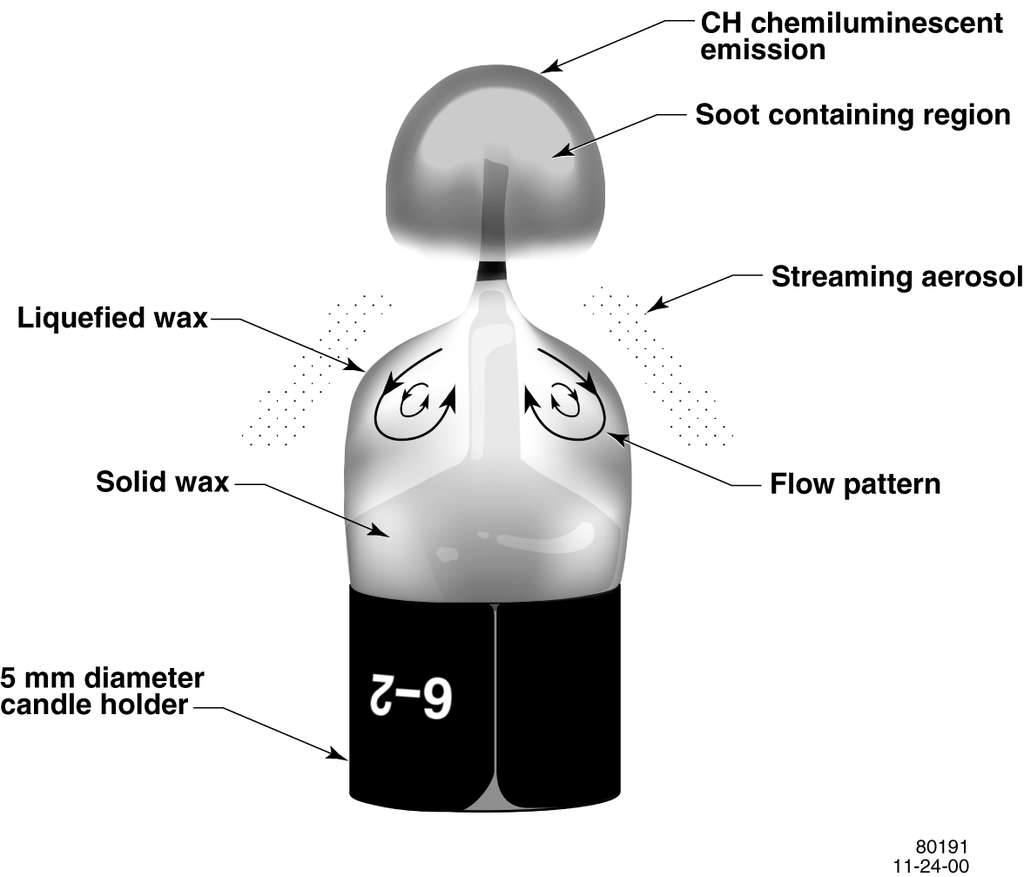 CH chemiluminescent
emission
Soot containing region
Streaming aerosol
Liquefied wax
Solid wax
Flow pattern
5 mm diameter
candle holder
6-2
80191
11-24-00